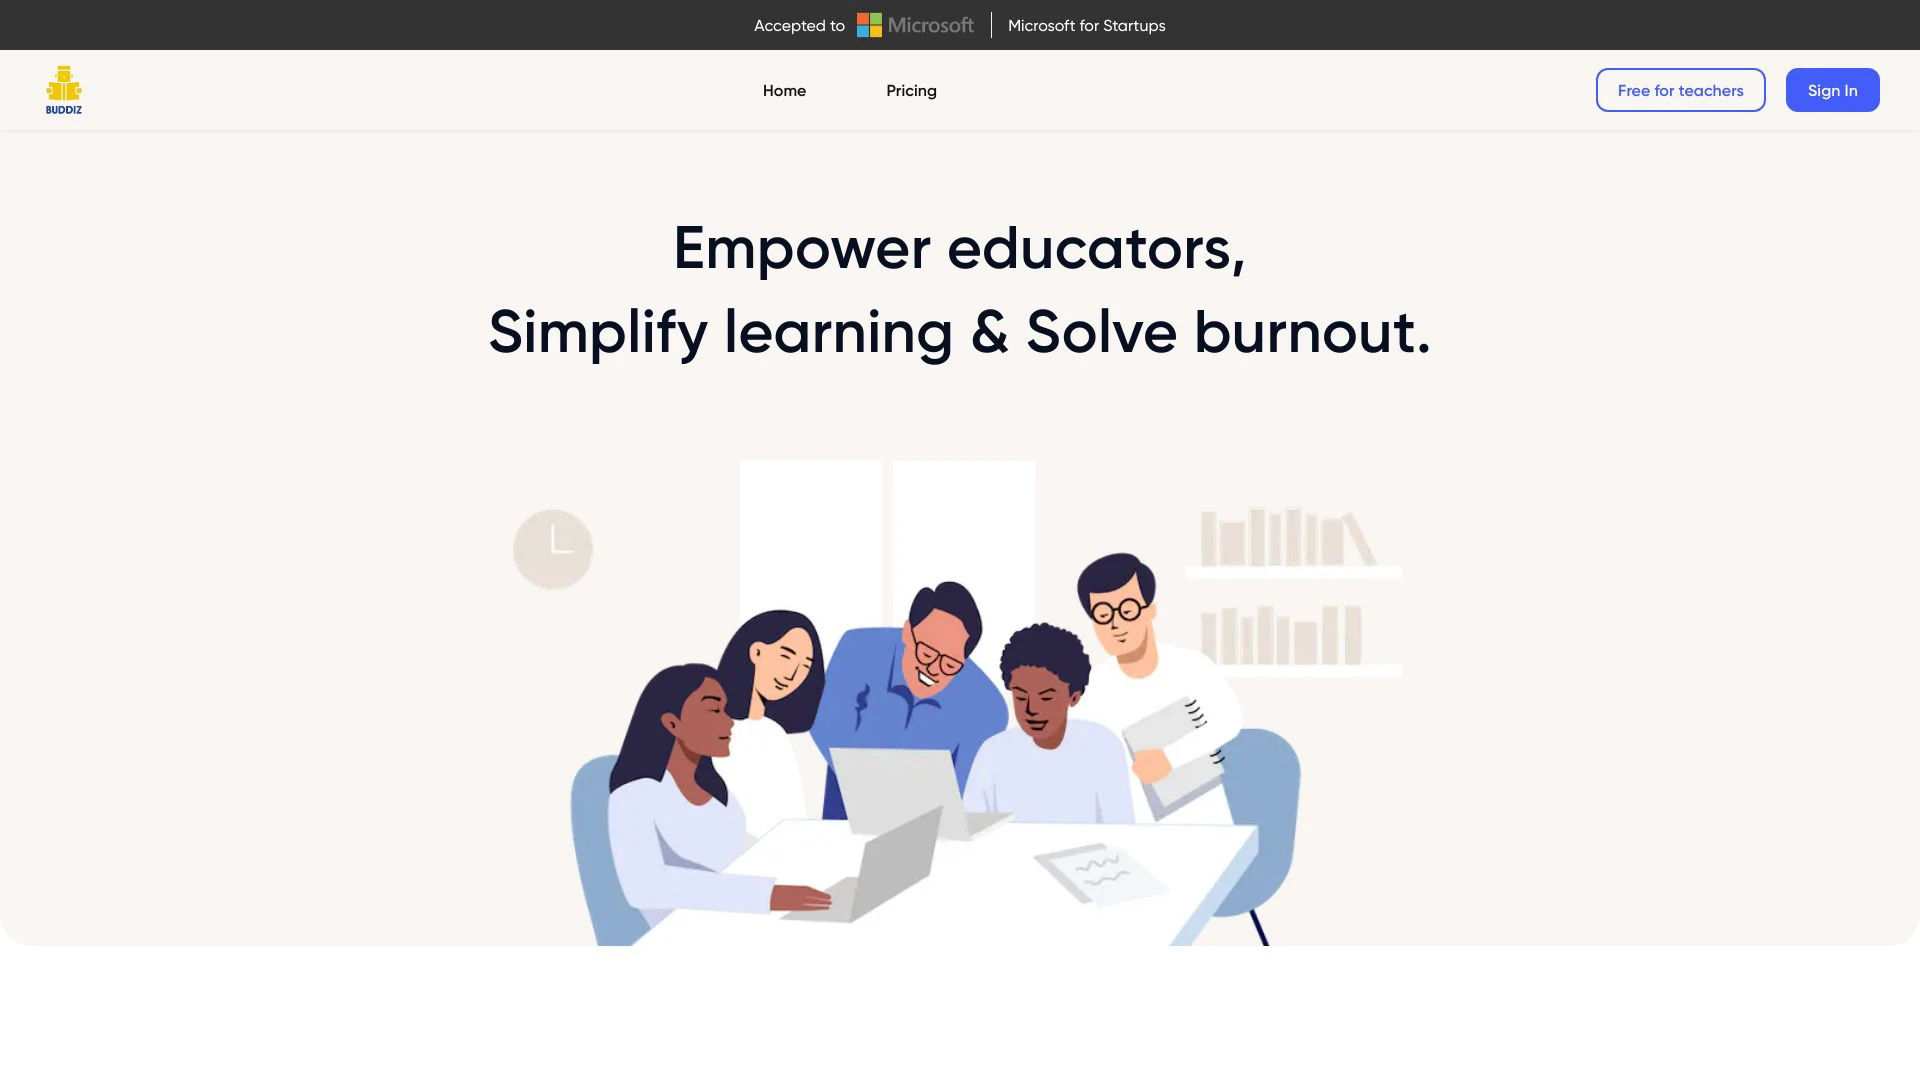 Accepted to Microsoft Microsoft for Startups
BUDDIZ
Home
Pricing
Free for teachers
Sign In
Empower educators,
Simplify learning & Solve burnout.